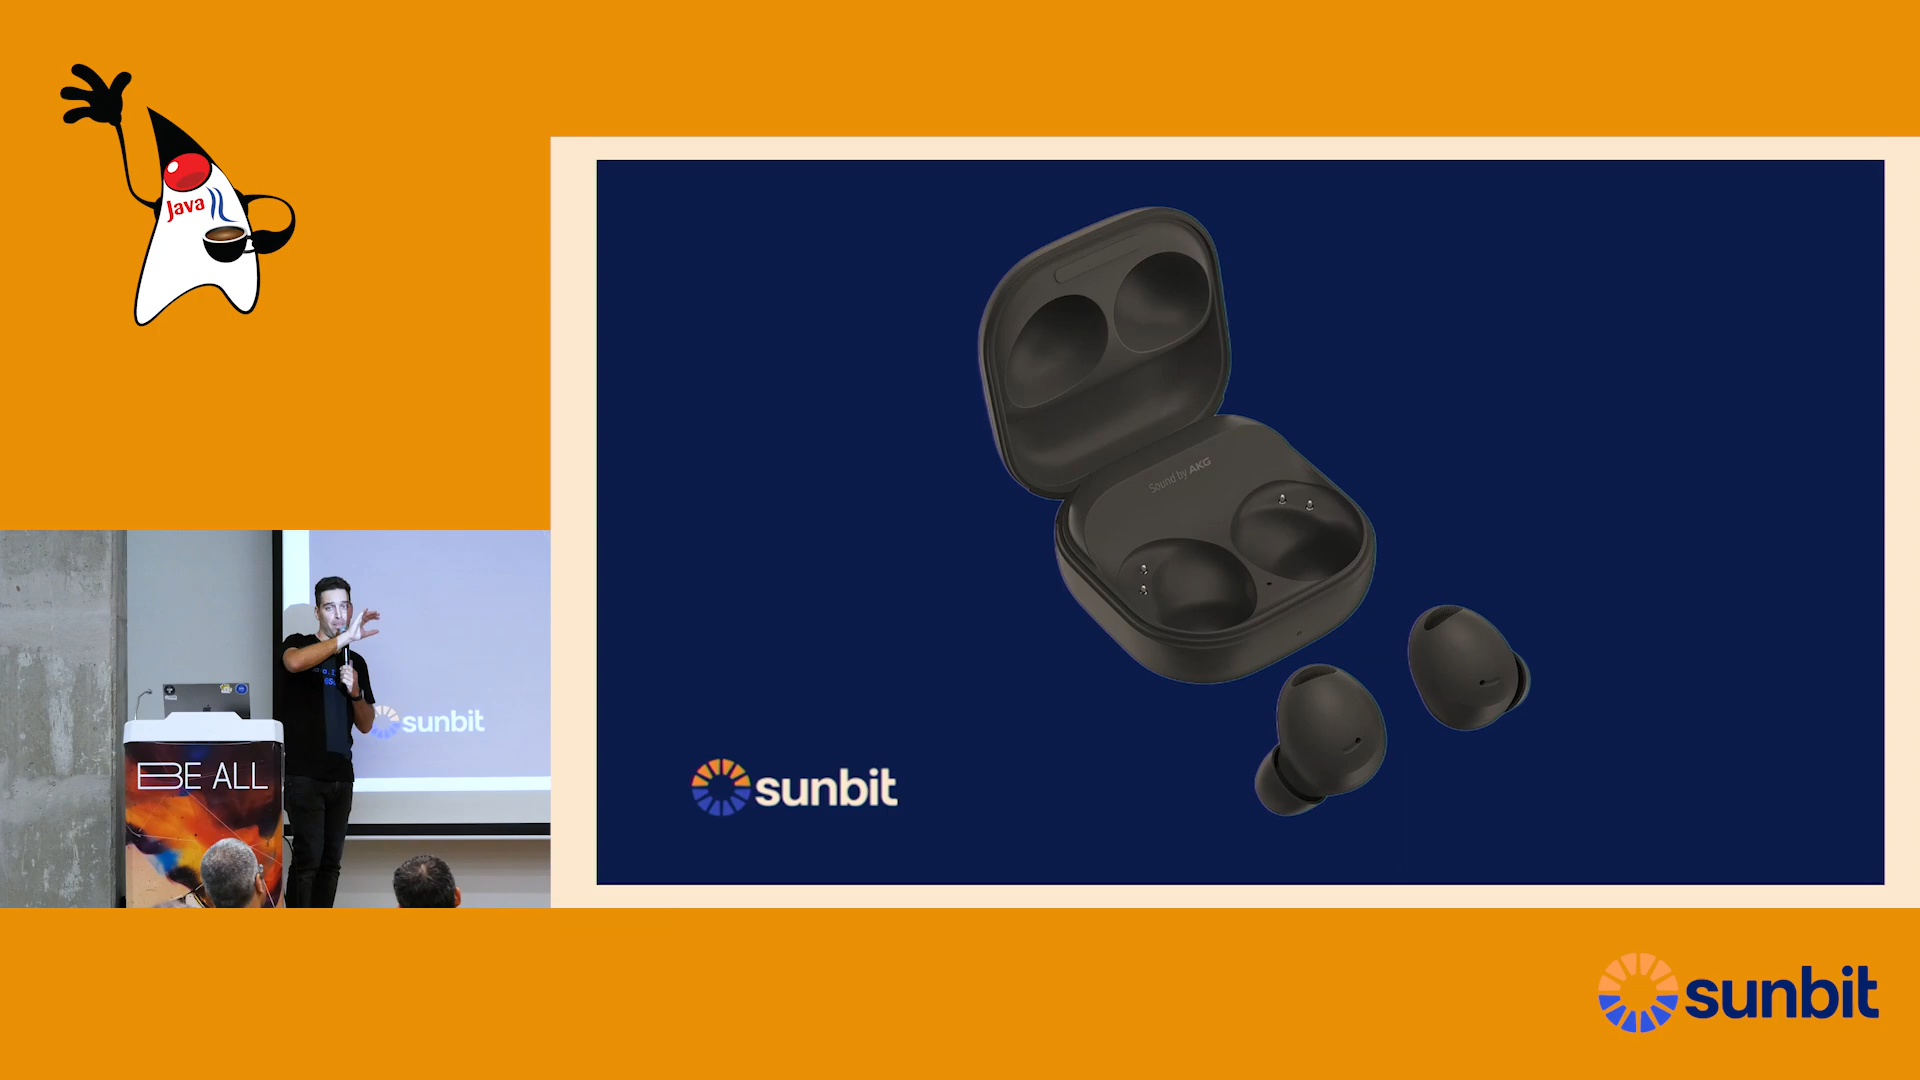 Java
Sound by AKG
sunbit
sunbit
BE ALL
sunbit